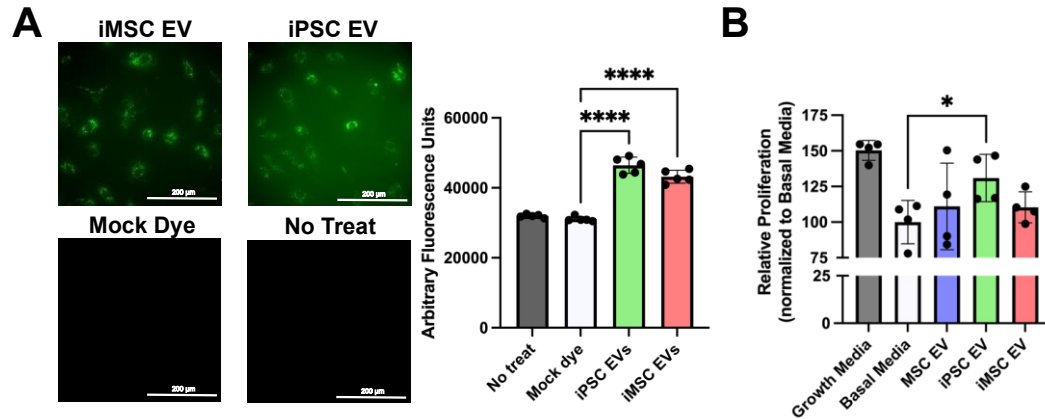 A
iMSC EV
iPSC EV
200 µm
200 µm
Mock Dye
No Treat
200 µm
200 µm
Arbitrary Fluorescence Units
60000
40000
20000
0
****
****
No treat
Mock dye
iPSC EVs
iMSC EVs
B
Relative Proliferation
(normalized to Basal Media)
175
150
125
100
75
25
0
*
Growth Media
Basal Media
MSC EV
iPSC EV
iMSC EV